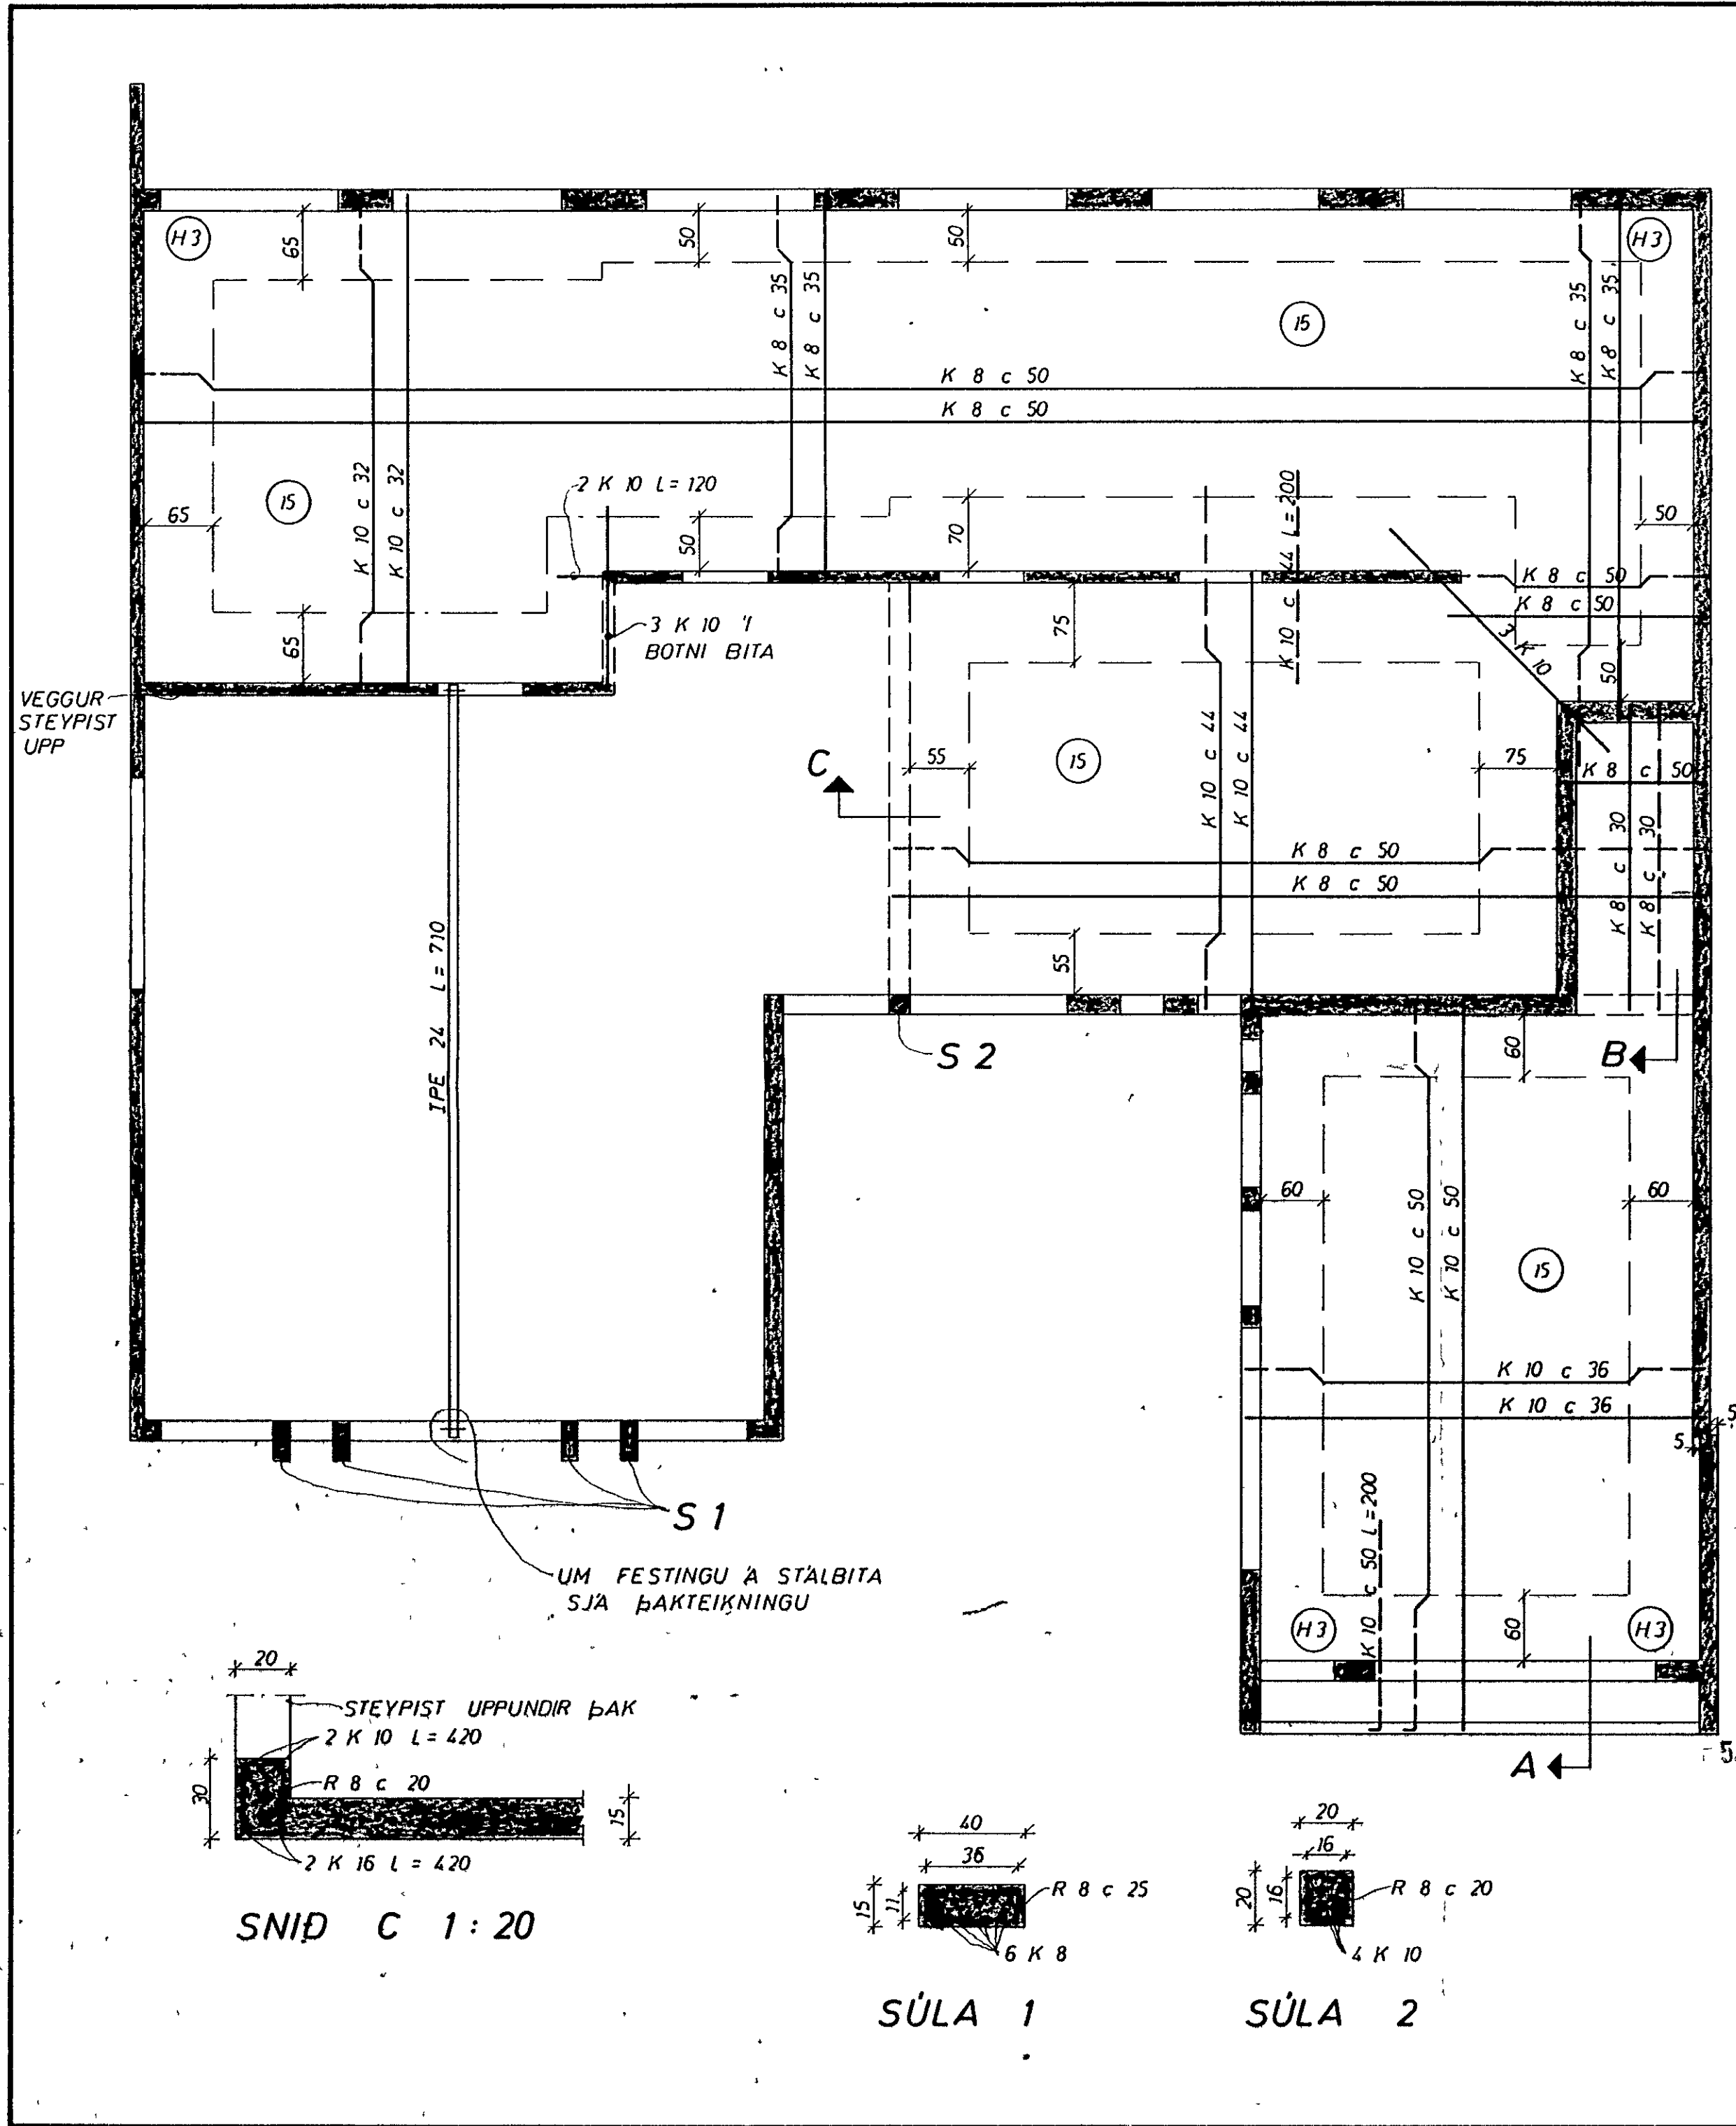 H3
H3
65
50
50
K 8 c 35
K 8 c 35
K 8 c 35
K 8 c 35
15
K 8 c 50
K 8 c 50
K 10 c 32
K 10 c 32
15
65
2 K 10 L = 120
50
70
K 10 c 44 L = 200
50
K 8 c 50
K 8 c 50
3 K 10
50
65
3 K 10 Í
BOTNI BITA
75
VEGGUR
STEYPIST
UPP
C
55
15
75
K 8 c 50
K 10 c 44
K 10 c 44
K 8 c 30
K 8 c 30
K 8 c 50
K 8 c 50
55
IPE 24 L = 710
S 2
60
B
60
60
K 10 c 50
K 10 c 50
15
K 10 c 36
K 10 c 36
5
5
S 1
K 10 c 50 L = 200
UM FESTINGU Á STÁLBITA
SJÁ ÞAKTEIKNINGU
H3
60
H3
A
5
20
STEYPIST UPPUNDIR ÞAK
2 K 10 L = 420
R 8 c 20
30
15
2 K 16 L = 420
SNIÐ C 1 : 20
40
36
15
11
R 8 c 25
6 K 8
SÚLA 1
20
16
20
16
R 8 c 20
4 K 10
SÚLA 2